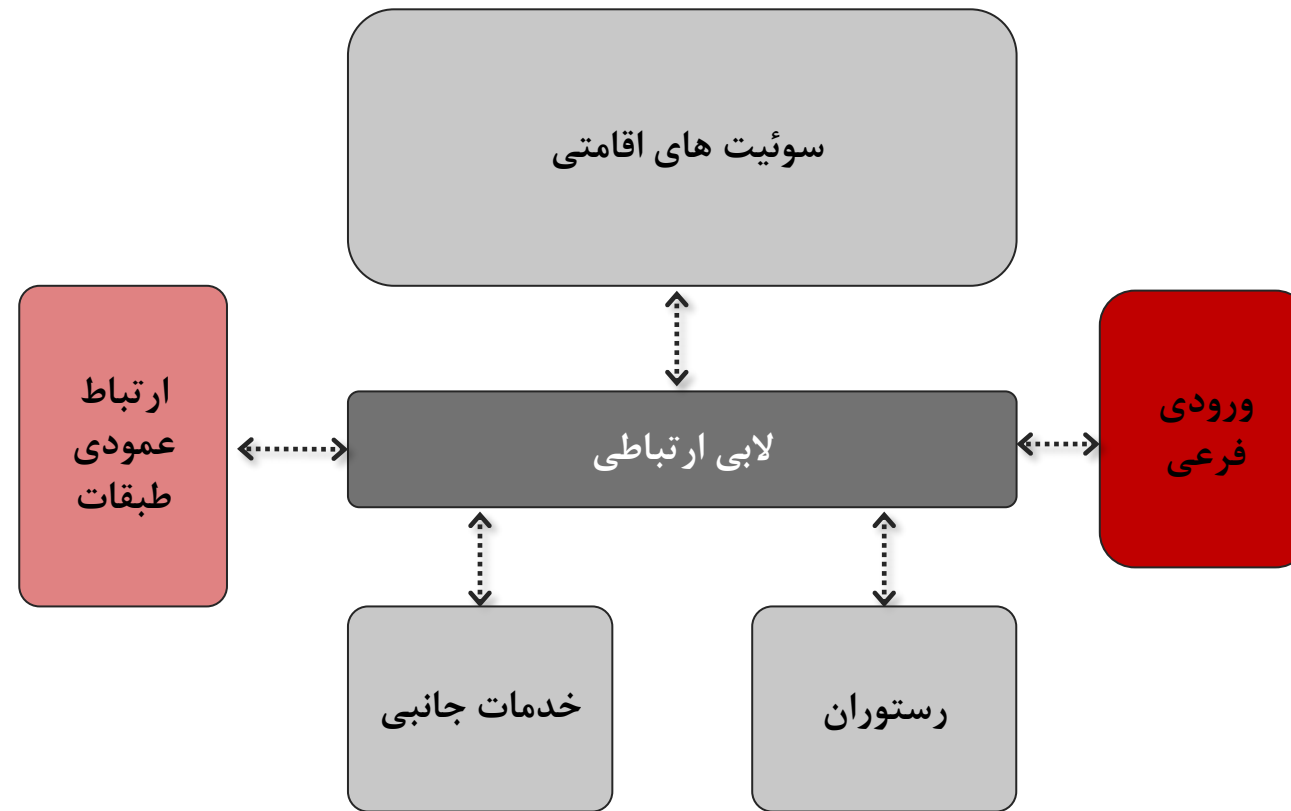 سوئیت های اقامتی
ورودی
فرعی
لابی ارتباطی
ارتباط
عمودی
طبقات
رستوران
خدمات جانبی